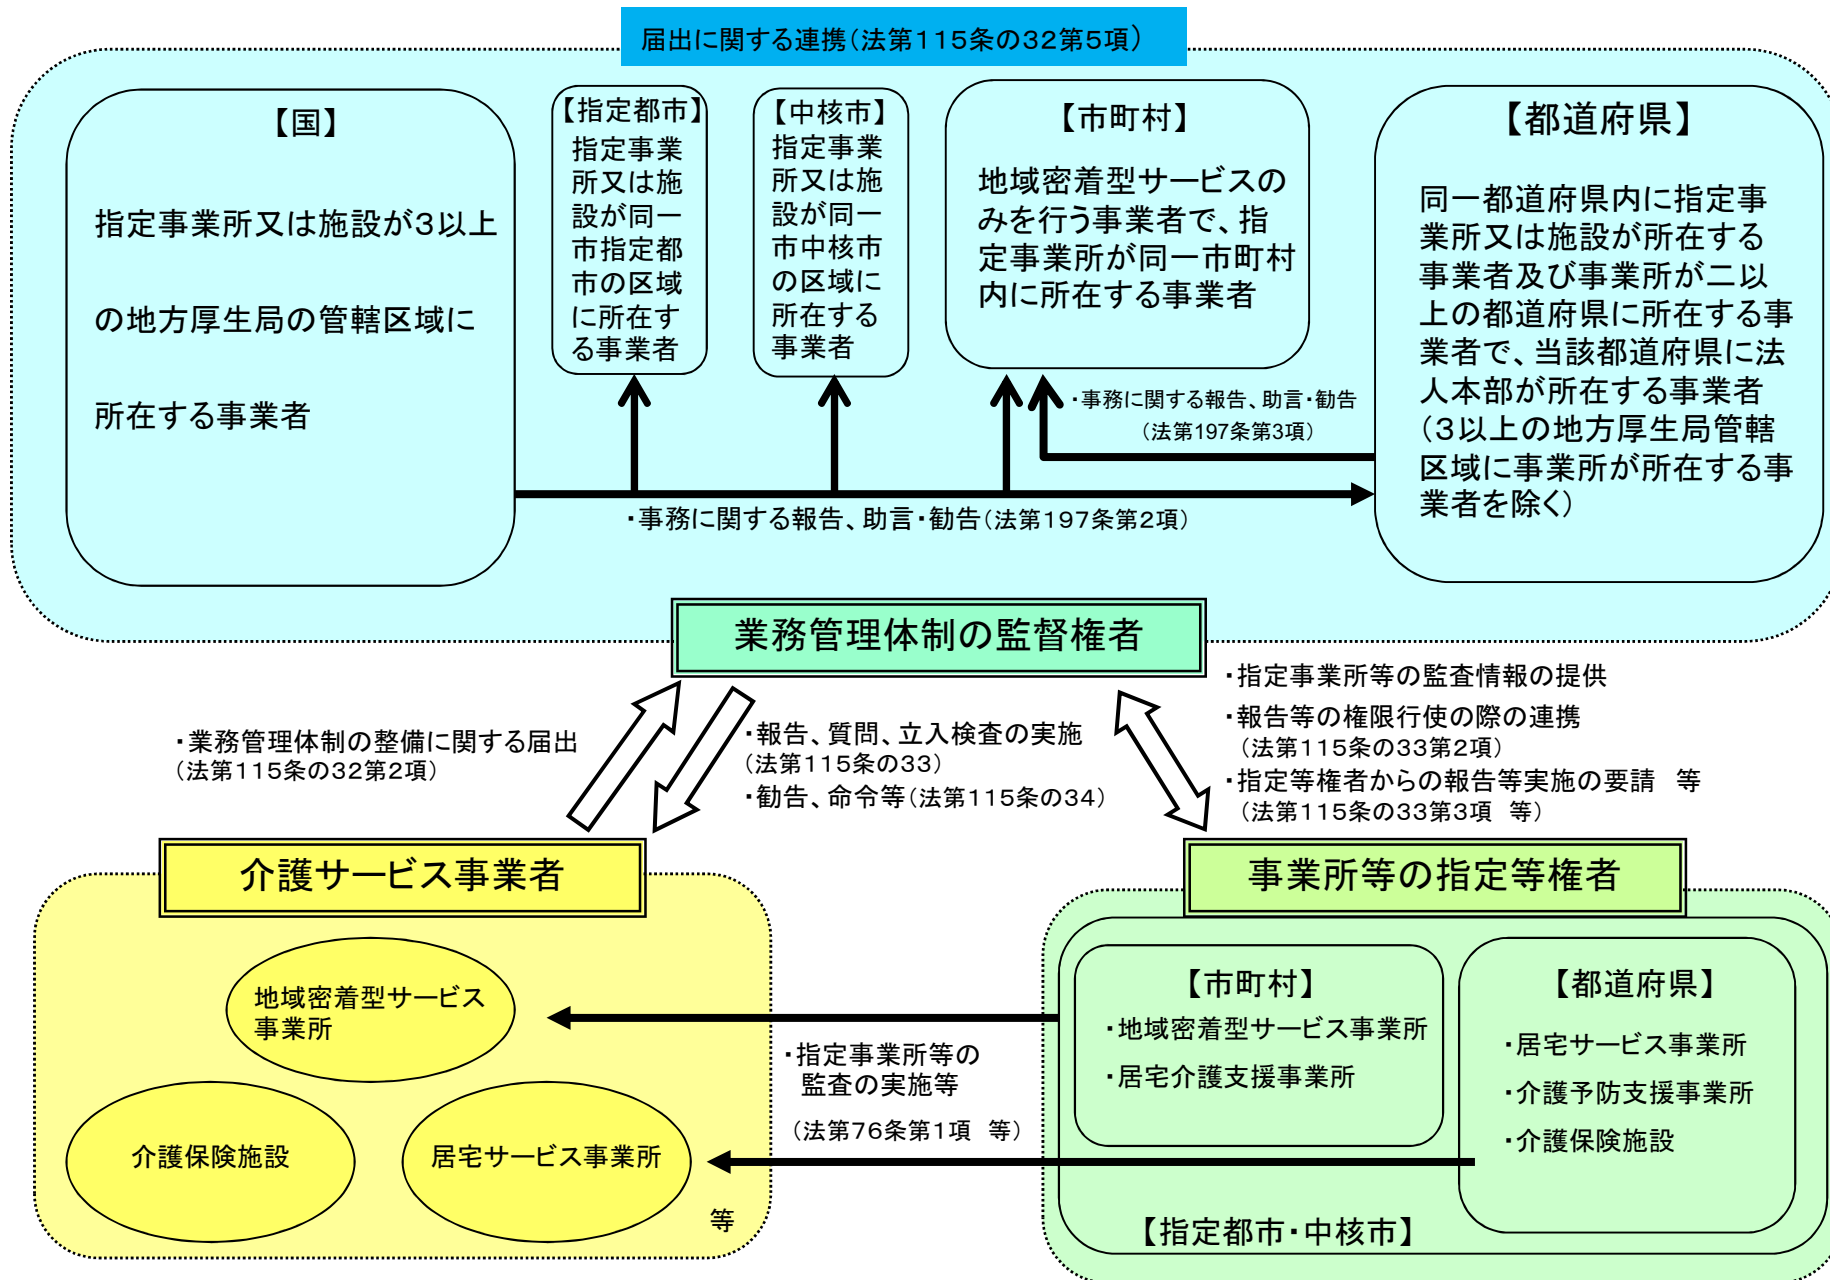 届出に関する連携(法第115条の32第5項)
【国】
指定事業所又は施設が3以上
の地方厚生局の管轄区域に
所在する事業者
【指定都市】
指定事業
所又は施
設が同一
市指定都
市の区域
に所在す
る事業者
【中核市】
指定事業
所又は施
設が同一
市中核市
の区域に
所在する
事業者
【市町村】
地域密着型サービスの
みを行う事業者で、指
定事業所が同一市町村
内に所在する事業者
【都道府県】
同一都道府県内に指定事
業所又は施設が所在する
事業者及び事業所が二以
上の都道府県に所在する事
業者で、当該都道府県に法
人本部が所在する事業者
(3以上の地方厚生局管轄
区域に事業所が所在する事
業者を除く)
・事務に関する報告、助言・勧告
(法第197条第3項)
・事務に関する報告、助言・勧告(法第197条第2項)
業務管理体制の監督権者
・業務管理体制の整備に関する届出
(法第115条の32第2項)
・報告、質問、立入検査の実施
(法第115条の33)
・勧告、命令等(法第115条の34)
・指定事業所等の監査情報の提供
・報告等の権限行使の際の連携
(法第115条の33第2項)
・指定等権者からの報告等実施の要請 等
(法第115条の33第3項 等)
介護サービス事業者
地域密着型サービス
事業所
介護保険施設
居宅サービス事業所
等
・指定事業所等の
監査の実施等
(法第76条第1項 等)
事業所等の指定等権者
【市町村】
・地域密着型サービス事業所
・居宅介護支援事業所
【都道府県】
・居宅サービス事業所
・介護予防支援事業所
・介護保険施設
【指定都市・中核市】